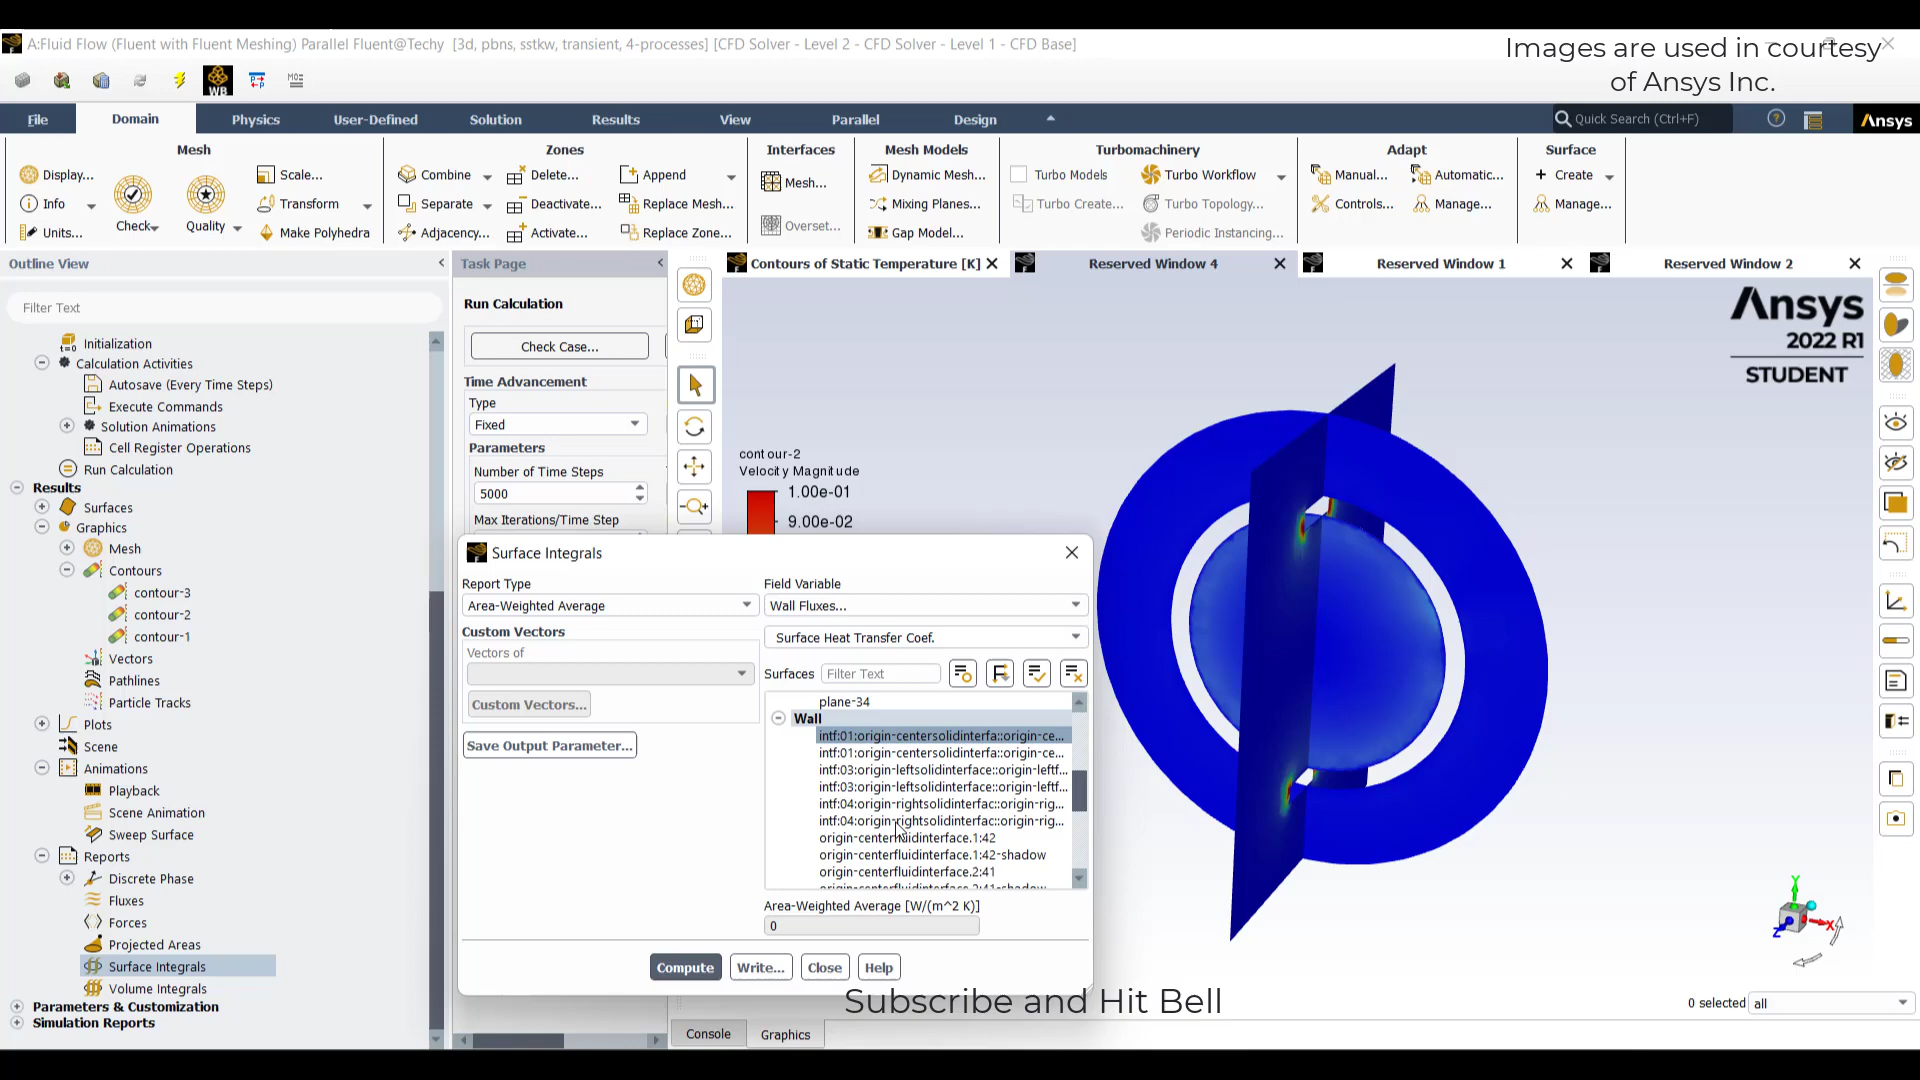 A:Fluid Flow (Fluent with Fluent Meshing) Parallel Fluent@Techy [3d, pbns, sstkw, transient, 4-processes] [CFD Solver - Level 2 - CFD Solver - Level 1 - CFD Base]
Images are used in courtesy
of Ansys Inc.
WB
File
Domain
Physics
User-Defined
Solution
Results
View
Parallel
Design
Quick Search (Ctrl+F)
Ansys
Mesh
Display...
Info
Units...
Check
Quality
Scale...
Transform
Make Polyhedra
Zones
Combine
Separate
Adjacency...
Delete...
Deactivate...
Activate...
Append
Replace Mesh...
Replace Zone...
Interfaces
Mesh...
Overset...
Mesh Models
Dynamic Mesh...
Mixing Planes...
Gap Model...
Turbomachinery
Turbo Models
Turbo Create...
Turbo Workflow
Turbo Topology...
Periodic Instancing...
Adapt
Manual...
Controls...
Automatic...
Manage...
Surface
Create
Manage...
Outline View
Filter Text
Initialization
Calculation Activities
Autosave (Every Time Steps)
Execute Commands
Solution Animations
Cell Register Operations
Run Calculation
Results
Surfaces
Graphics
Mesh
Contours
contour-3
contour-2
contour-1
Vectors
Pathlines
Particle Tracks
Plots
Scene
Animations
Playback
Scene Animation
Sweep Surface
Reports
Discrete Phase
Fluxes
Forces
Projected Areas
Surface Integrals
Volume Integrals
Parameters & Customization
Simulation Reports
Task Page
Run Calculation
Check Case...
Time Advancement
Type
Fixed
Parameters
Number of Time Steps
5000
Max Iterations/Time Step
Contours of Static Temperature [K]
Reserved Window 4
Reserved Window 1
Reserved Window 2
Ansys
2022 R1
STUDENT
contour-2
Velocity Magnitude
1.00e-01
9.00e-02
Surface Integrals
Report Type
Area-Weighted Average
Custom Vectors
Vectors of
Custom Vectors...
Save Output Parameter...
Field Variable
Wall Fluxes...
Surface Heat Transfer Coef.
Surfaces
Filter Text
plane-34
Wall
intf:01:origin-centersolidinterfa::origin-ce...
intf:01:origin-centersolidinterfa::origin-ce...
intf:03:origin-leftsolidinterface::origin-leftf...
intf:03:origin-leftsolidinterface::origin-leftf...
intf:04:origin-rightsolidinterfac::origin-rig...
intf:04:origin-rightsolidinterfac::origin-rig...
origin-centerfluidinterface.1:42
origin-centerfluidinterface.1:42-shadow
origin-centerfluidinterface.2:41
origin-centerfluidinterface.2:41-shadow
Area-Weighted Average [W/(m^2 K)]
0
Compute
Write...
Close
Help
Y
X
Z
Subscribe and Hit Bell
0 selected
all
Console
Graphics